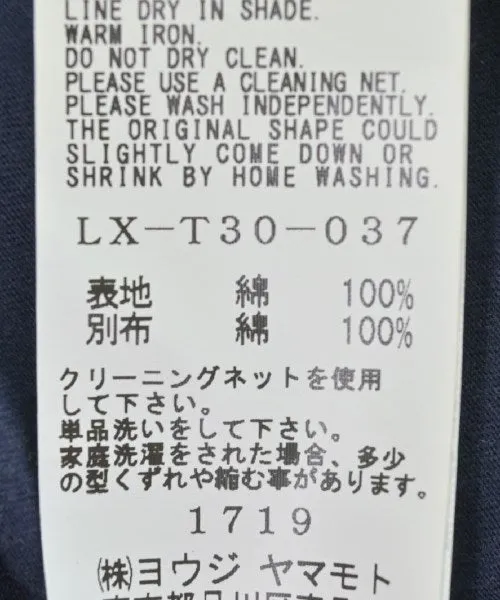 LINE DRY IN SHADE.
WARM IRON.
DO NOT DRY CLEAN.
PLEASE USE A CLEANING NET.
PLEASE WASH INDEPENDENTLY.
THE ORIGINAL SHAPE COULD
SLIGHTLY COME DOWN OR
SHRINK BY HOME WASHING.
LX-T30-037
表地 綿 100%
別布 綿 100%
クリーニングネットを使用
して下さい。
単品洗いをして下さい。
家庭洗濯をされた場合、多少
の型くずれや縮む事があります。
1719
(株)ヨウジ ヤマモト